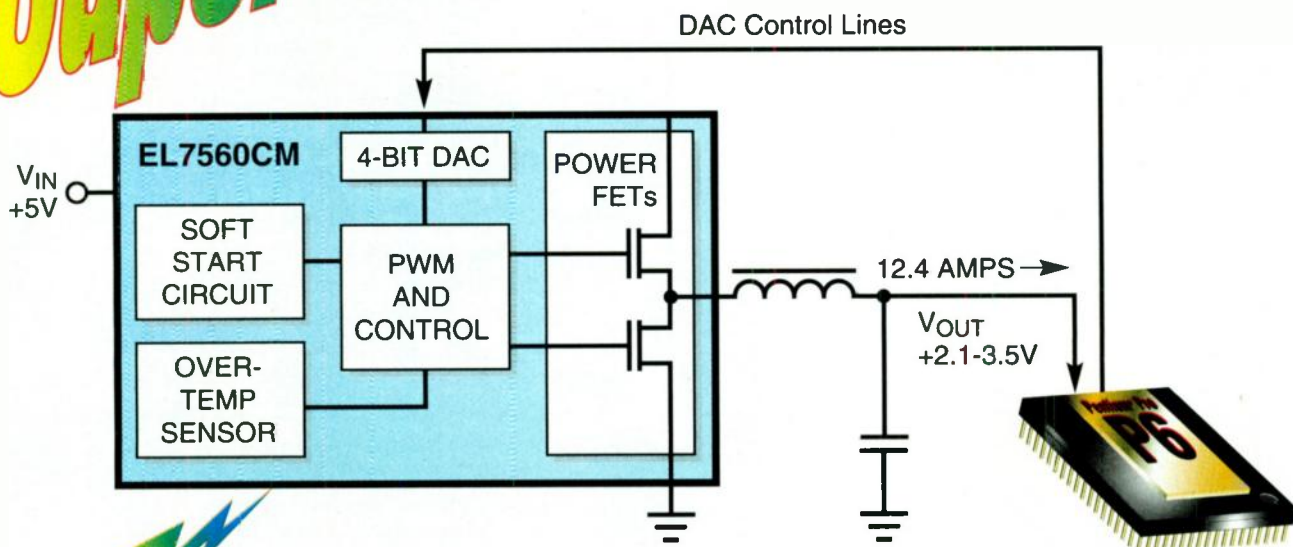 DAC Control Lines
EL7560CM
4-BIT DAC
POWER
FETs
VIN
+5V
SOFT
START
CIRCUIT
PWM
AND
CONTROL
OVER-
TEMP
SENSOR
12.4 AMPS→
VOUT
+2.1-3.5V
P6